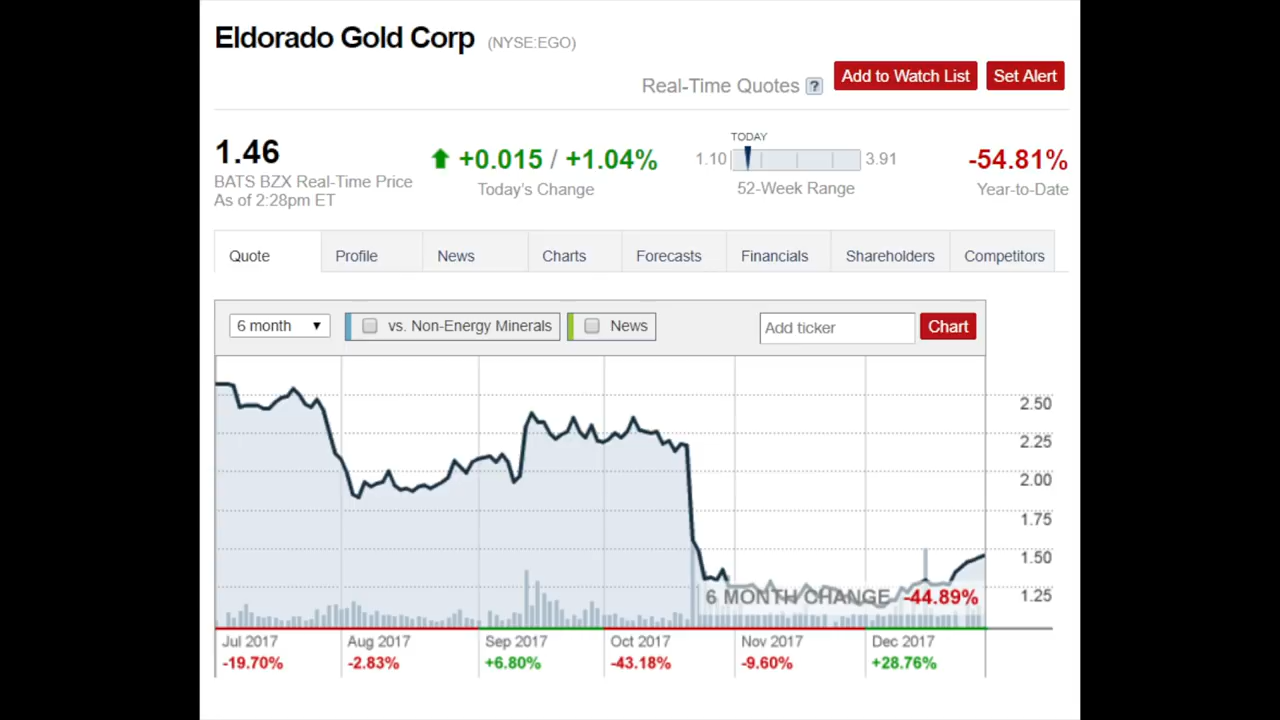 Eldorado Gold Corp (NYSE:EGO)
Real-Time Quotes ? Add to Watch List Set Alert
TODAY
1.46 +0.015 / +1.04% 1.10 3.91 -54.81%
BATS BZX Real-Time Price Today's Change 52-Week Range Year-to-Date
As of 2:28pm ET
Quote Profile News Charts Forecasts Financials Shareholders Competitors
6 month vs. Non-Energy Minerals News Add ticker Chart
2.50
2.25
2.00
1.75
1.50
1.25
6 MONTH CHANGE -44.89%
Jul 2017 Aug 2017 Sep 2017 Oct 2017 Nov 2017 Dec 2017
-19.70% -2.83% +6.80% -43.18% -9.60% +28.76%